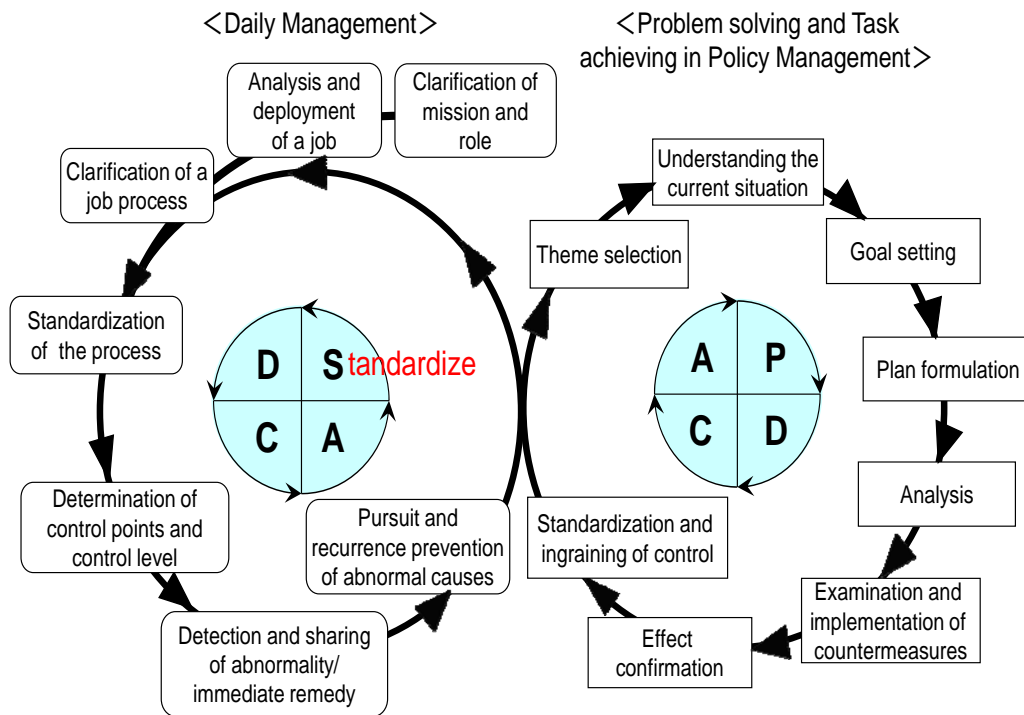 ＜Daily Management＞
＜Problem solving and Task
achieving in Policy Management＞
Analysis and
deployment
of a job
Clarification of
mission and
role
Clarification of a
job process
Standardization
of the process
Determination of
control points and
control level
Detection and sharing
of abnormality/
immediate remedy
Pursuit and
recurrence prevention
of abnormal causes
D
Standardize
C
A
Understanding the
current situation
Theme selection
Goal setting
Plan formulation
Analysis
Examination and
implementation of
countermeasures
Effect
confirmation
Standardization and
ingraining of control
A
P
C
D